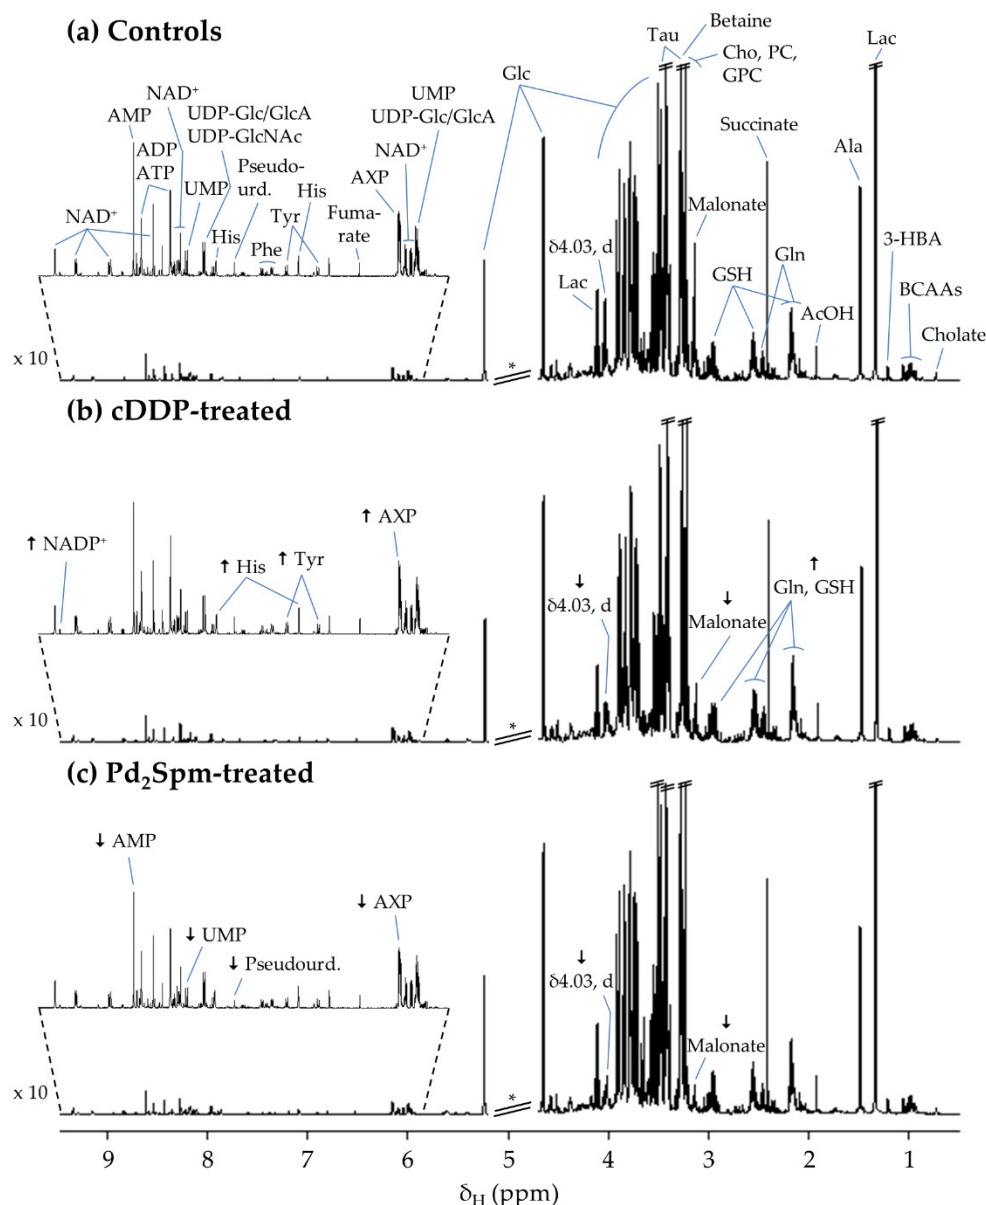 (a) Controls
Tau
Betaine
Cho, PC,
GPC
Lac
Glc
NAD⁺
AMP
UDP-Glc/GlcA
UDP-GlcNAc
UMP
UDP-Glc/GlcA
ADP
ATP
UMP
Pseudo-
urd.
His
NAD⁺
AXP
Succinate
Ala
NAD⁺
His
Phe
Tyr
Fuma-
rate
Malonate
δ4.03, d
Lac
GSH
Gln
AcOH
3-HBA
BCAAs
Cholate
x 10
*
(b) cDDP-treated
↑ NADP⁺
↑ His
↑ Tyr
↑ AXP
↓
δ4.03, d
↓
Malonate
↑
Gln, GSH
x 10
*
(c) Pd₂Spm-treated
↓ AMP
↓ UMP
↓ Pseudourd.
↓ AXP
↓
δ4.03, d
↓
Malonate
x 10
*
9 8 7 6 5 4 3 2 1
δH (ppm)